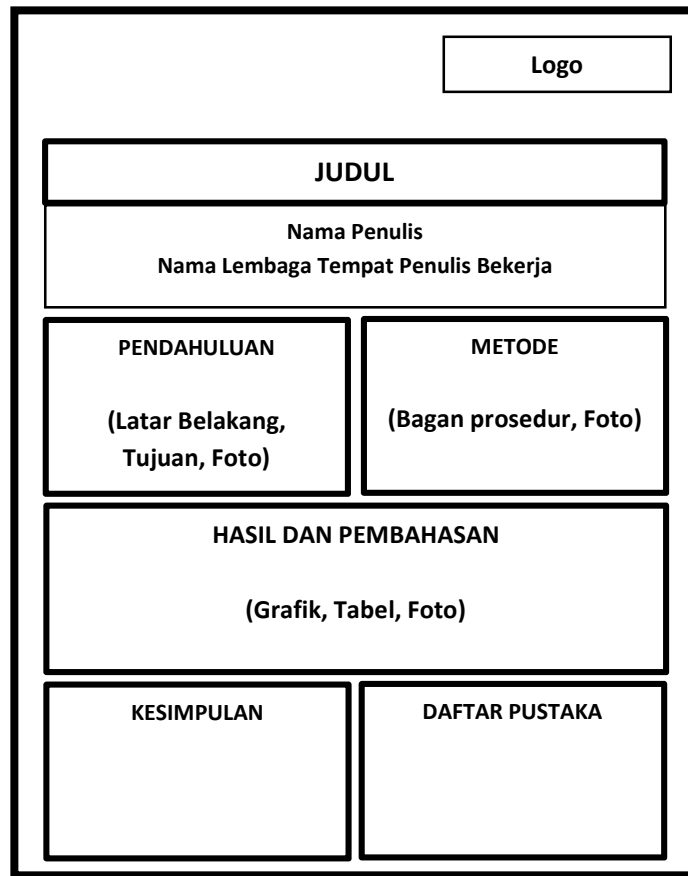 Logo
JUDUL
Nama Penulis
Nama Lembaga Tempat Penulis Bekerja
PENDAHULUAN
(Latar Belakang,
Tujuan, Foto)
METODE
(Bagan prosedur, Foto)
HASIL DAN PEMBAHASAN
(Grafik, Tabel, Foto)
KESIMPULAN
DAFTAR PUSTAKA